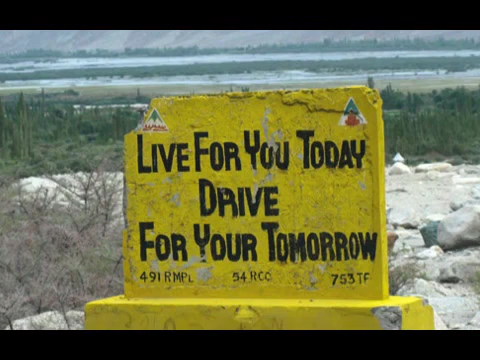 LIVE FOR YOU TODAY
DRIVE
FOR YOUR TOMORROW
491 RMPL 54 RCC 753 TF